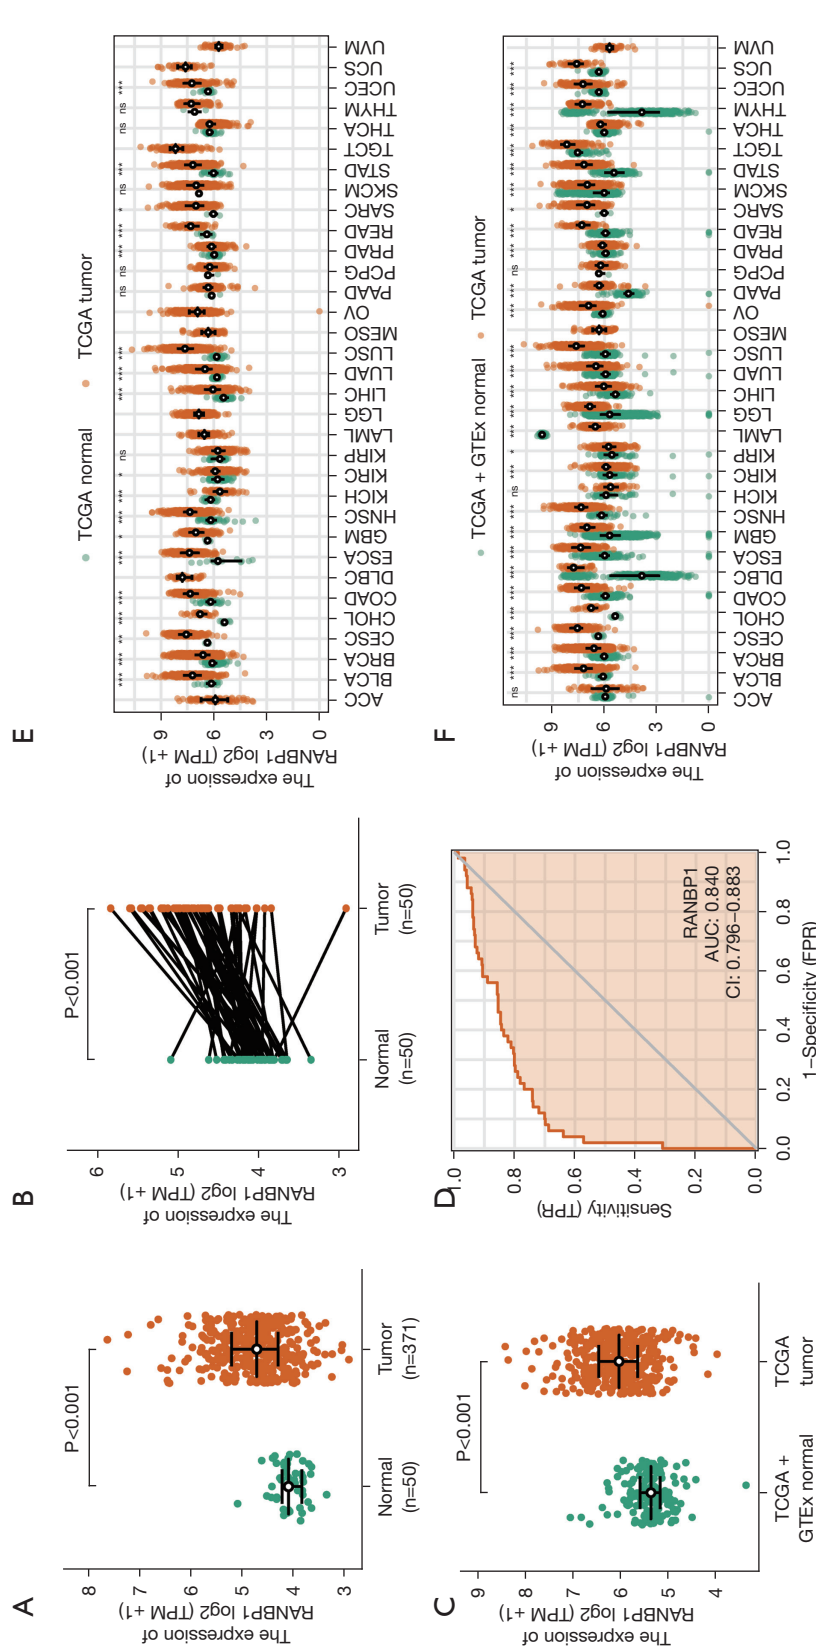 A
The expression of
RANBP1 log2 (TPM +1)
8
7
6
5
4
3
P<0.001
Normal
(n=50)
Tumor
(n=371)
B
The expression of
RANBP1 log2 (TPM +1)
6
5
4
3
P<0.001
Normal
(n=50)
Tumor
(n=50)
C
The expression of
RANBP1 log2 (TPM +1)
9
8
7
6
5
4
P<0.001
TCGA +
GTEx normal
TCGA
tumor
D
Sensitivity (TPR)
1.0
0.8
0.6
0.4
0.2
0.0
RANBP1
AUC: 0.840
CI: 0.796–0.883
0.0 0.2 0.4 0.6 0.8 1.0
1–Specificity (FPR)
E
TCGA normal TCGA tumor
The expression of
RANBP1 log2 (TPM +1)
9
6
3
0
*** *** ** *** *** *** * *** *** * ns *** *** *** ns ns *** *** * ns *** ns ns ***
ACC BLCA BRCA CESC CHOL COAD DLBC ESCA GBM HNSC KICH KIRC KIRP LAML LGG LIHC LUAD LUSC MESO OV PAAD PCPG PRAD READ SARC SKCM STAD TGCT THCA THYM UCEC UCS UVM
F
TCGA + GTEx normal TCGA tumor
The expression of
RANBP1 log2 (TPM +1)
9
6
3
0
ns *** *** *** *** *** *** *** *** *** ns *** * *** *** *** *** *** *** *** ns *** *** * *** *** *** *** *** *** ***
ACC BLCA BRCA CESC CHOL COAD DLBC ESCA GBM HNSC KICH KIRC KIRP LAML LGG LIHC LUAD LUSC MESO OV PAAD PCPG PRAD READ SARC SKCM STAD TGCT THCA THYM UCEC UCS UVM